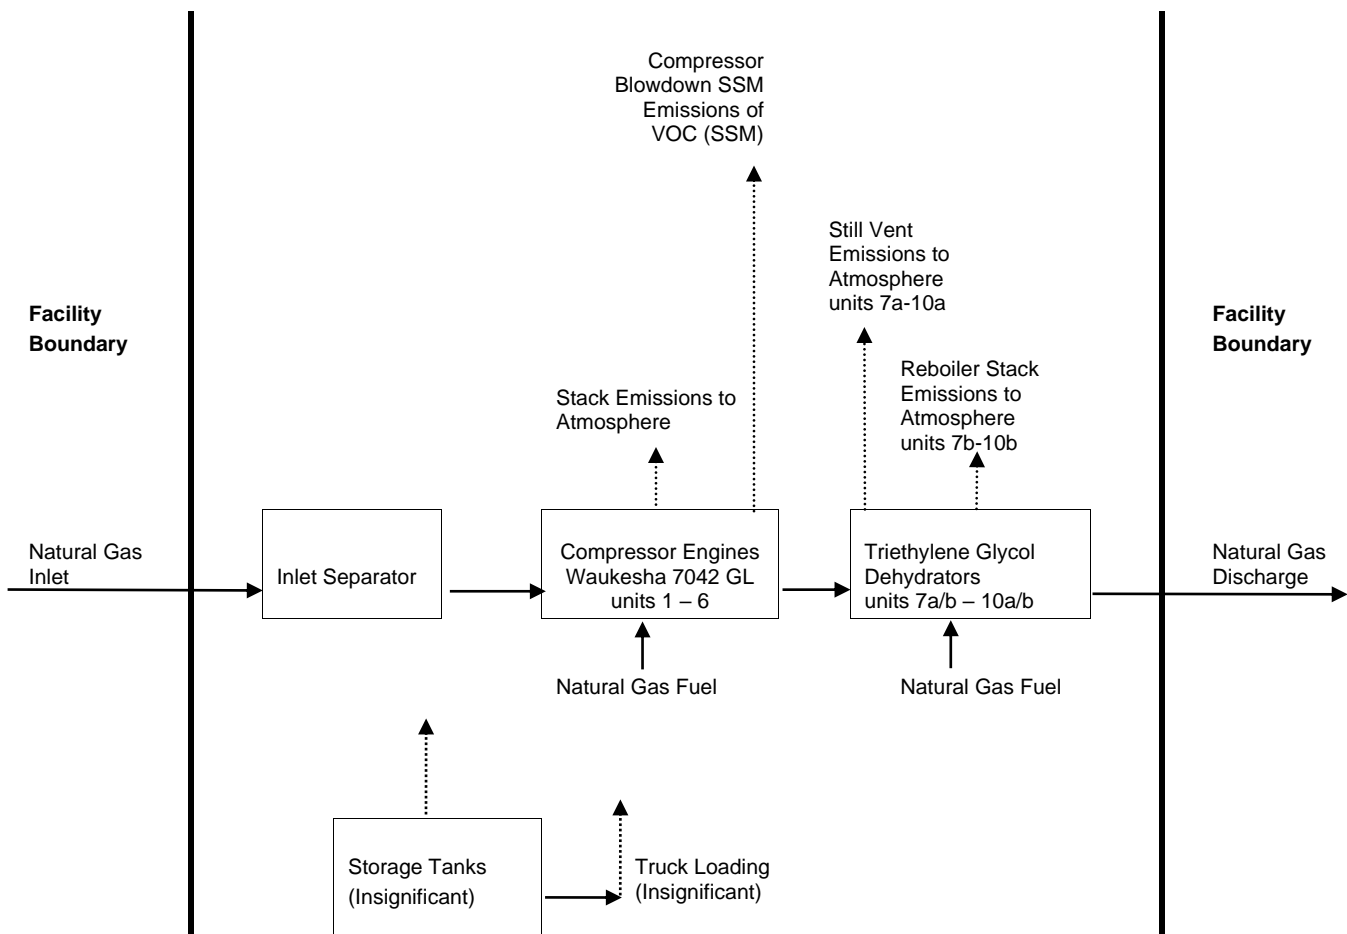 Compressor
Blowdown SSM
Emissions of
VOC (SSM)
Still Vent
Emissions to
Atmosphere
units 7a-10a
Facility
Boundary
Facility
Boundary
Reboiler Stack
Emissions to
Atmosphere
units 7b-10b
Stack Emissions to
Atmosphere
Natural Gas
Inlet
Inlet Separator
Compressor Engines
Waukesha 7042 GL
units 1 – 6
Triethylene Glycol
Dehydrators
units 7a/b – 10a/b
Natural Gas
Discharge
Natural Gas Fuel
Natural Gas Fuel
Storage Tanks
(Insignificant)
Truck Loading
(Insignificant)